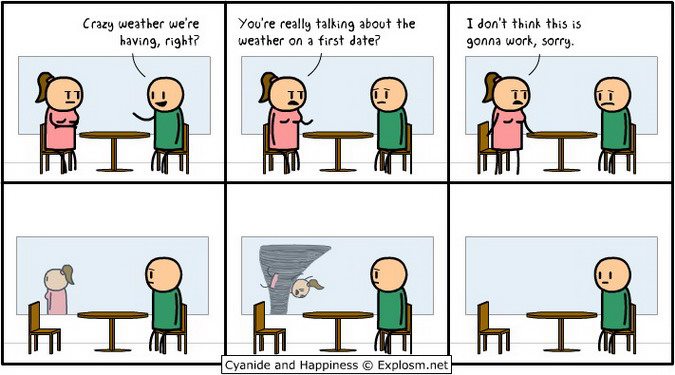 Crazy weather we're
having, right?
You're really talking about the
weather on a first date?
I don't think this is
gonna work, sorry.
Cyanide and Happiness © Explosm.net